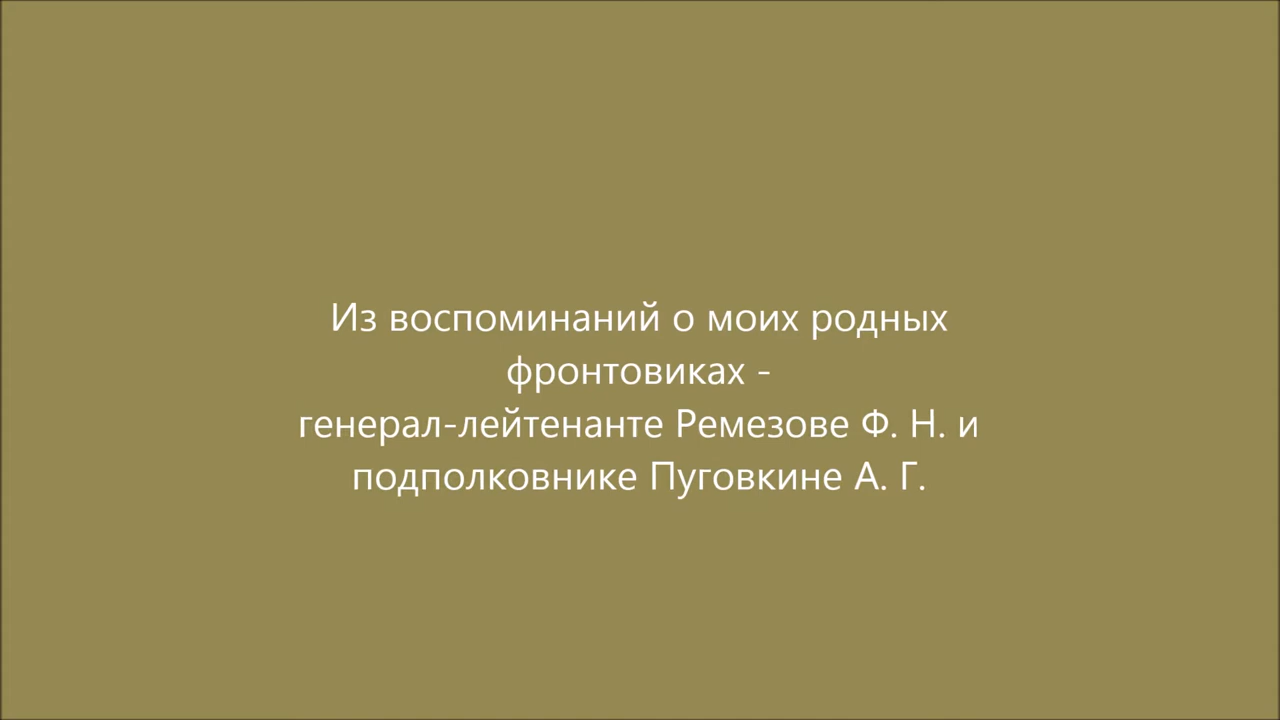 Из воспоминаний о моих родных
фронтовиках -
генерал-лейтенанте Ремезове Ф. Н. и
подполковнике Пуговкине А. Г.